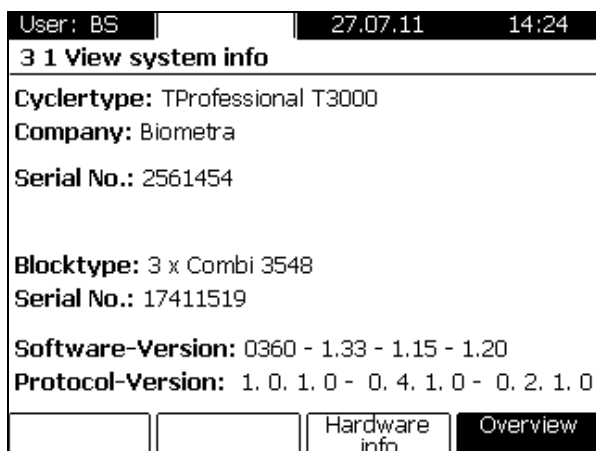 User: BS 27.07.11 14:24
3 1 View system info
Cyclertype: TProfessional T3000
Company: Biometra
Serial No.: 2561454
Blocktype: 3 x Combi 3548
Serial No.: 17411519
Software-Version: 0360 - 1.33 - 1.15 - 1.20
Protocol-Version: 1. 0. 1. 0 - 0. 4. 1. 0 - 0. 2. 1. 0
Hardware Overview
info